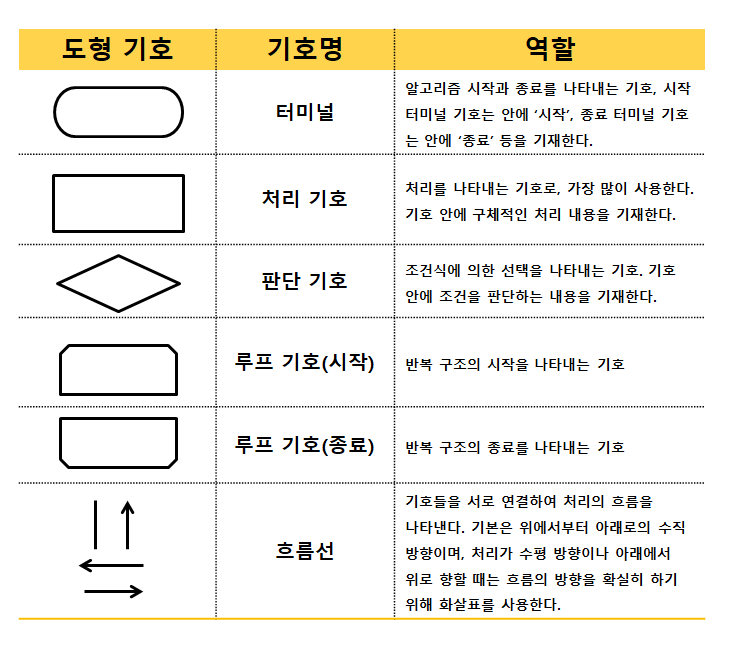 도형 기호 기호명 역할
터미널
알고리즘 시작과 종료를 나타내는 기호, 시작
터미널 기호는 안에 ‘시작’, 종료 터미널 기호
는 안에 ‘종료’ 등을 기재한다.
처리 기호
처리를 나타내는 기호로, 가장 많이 사용한다.
기호 안에 구체적인 처리 내용을 기재한다.
판단 기호
조건식에 의한 선택을 나타내는 기호. 기호
안에 조건을 판단하는 내용을 기재한다.
루프 기호(시작)
반복 구조의 시작을 나타내는 기호
루프 기호(종료)
반복 구조의 종료를 나타내는 기호
흐름선
기호들을 서로 연결하여 처리의 흐름을
나타낸다. 기본은 위에서부터 아래로의 수직
방향이며, 처리가 수평 방향이나 아래에서
위로 향할 때는 흐름의 방향을 확실히 하기
위해 화살표를 사용한다.